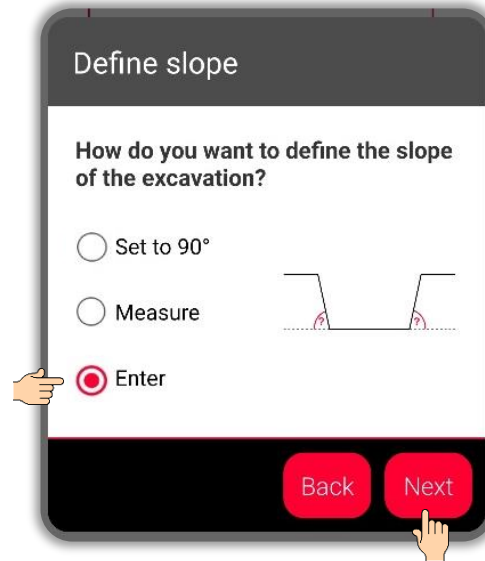 Define slope
How do you want to define the slope
of the excavation?
Set to 90°
Measure
? ?
Enter
Back Next